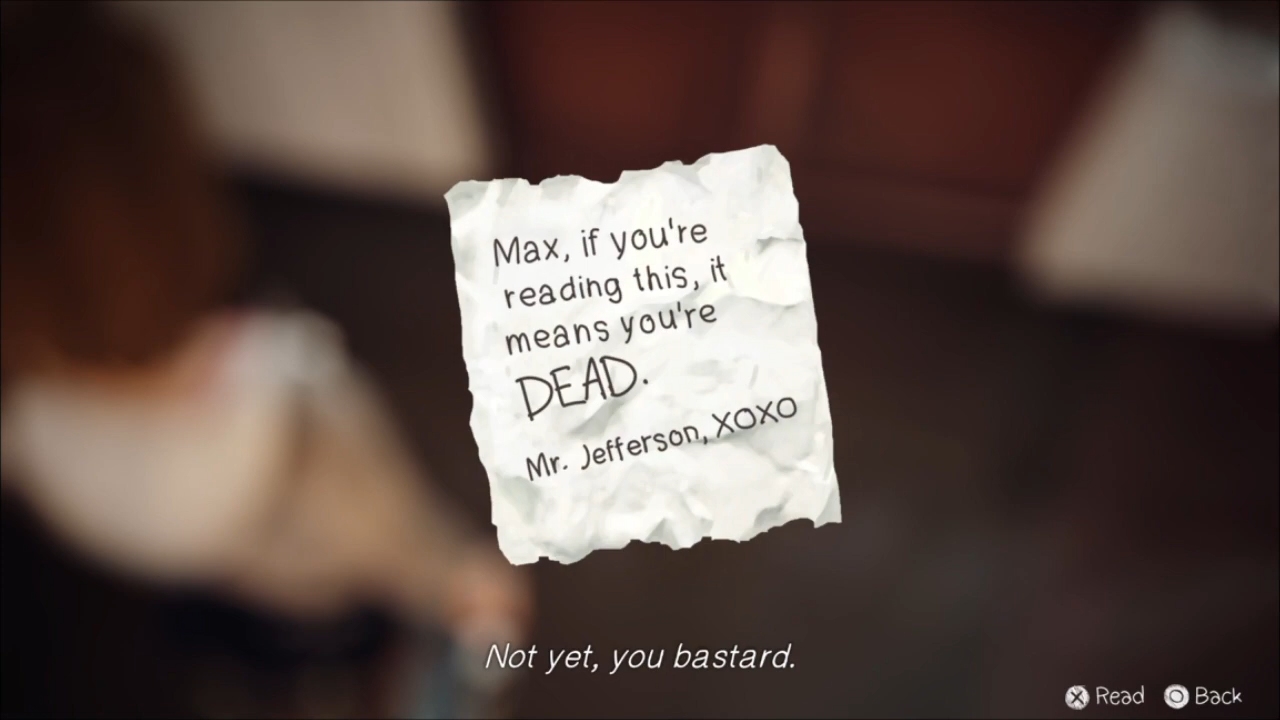 Max, if you're
reading this, it
means you're
DEAD.
Mr. Jefferson, XOXO
Not yet, you bastard.
Read Back